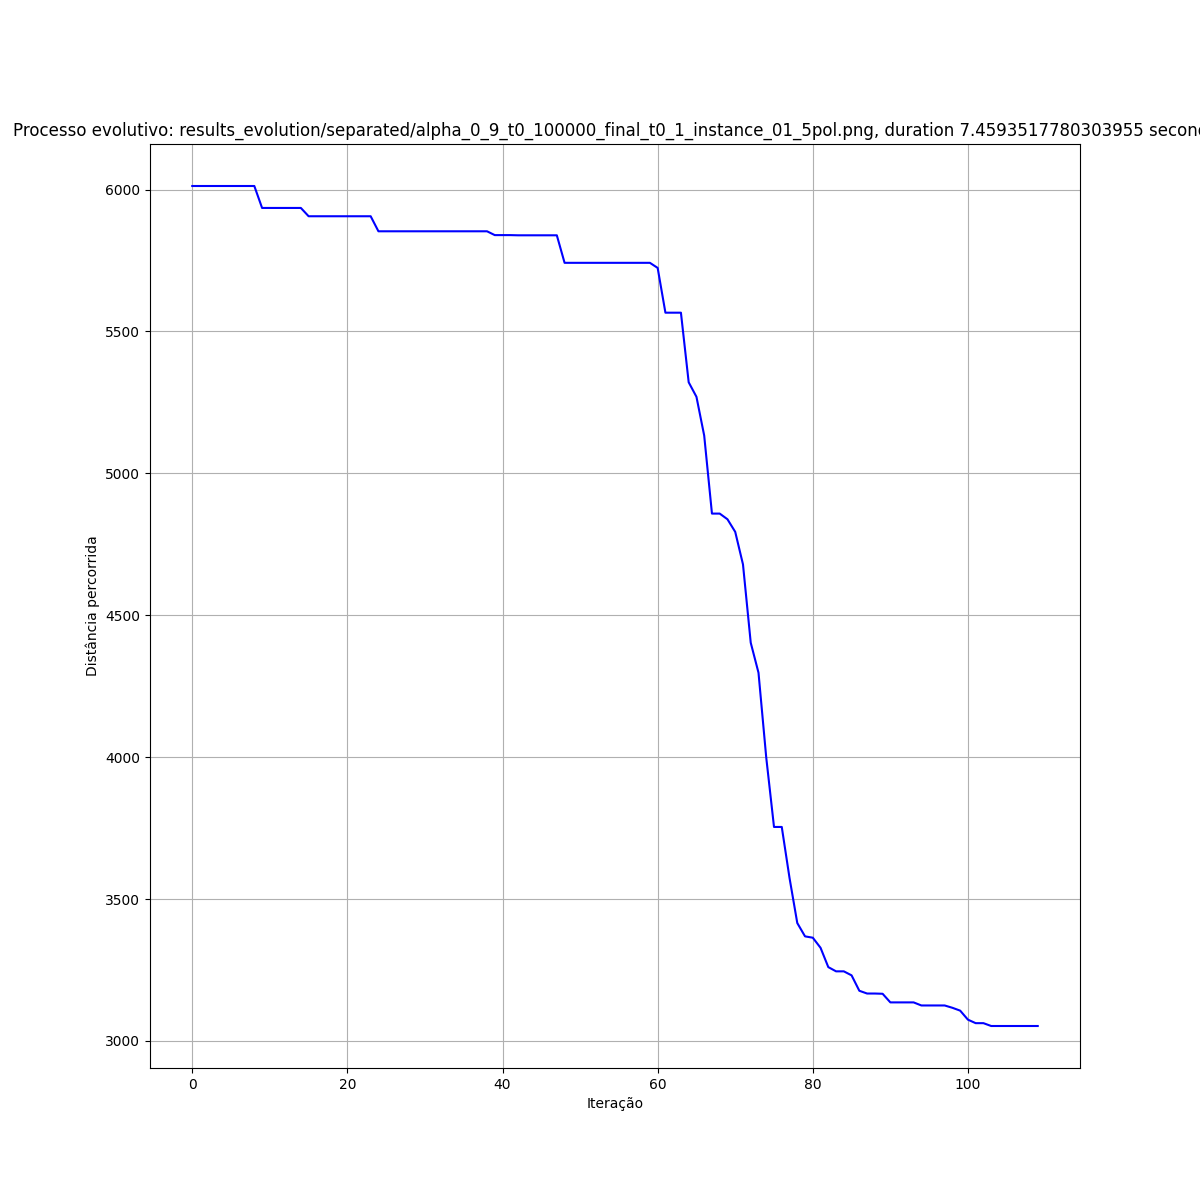 Processo evolutivo: results_evolution/separated/alpha_0_9_t0_100000_final_t0_1_instance_01_5pol.png, duration 7.4593517780303955 secon
6000
5500
5000
4500
4000
3500
3000
Distância percorrida
0 20 40 60 80 100
Iteração